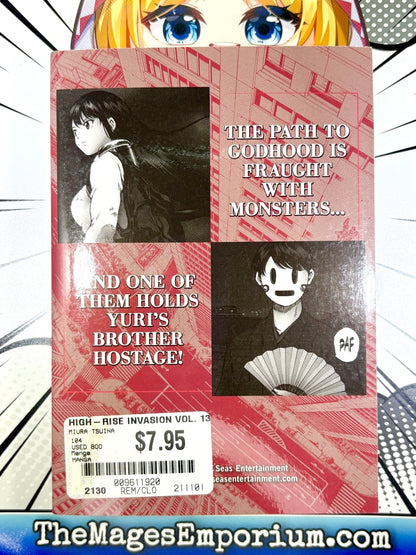 THE PATH TO
GODHOOD IS
FRAUGHT
WITH
MONSTERS...
AND ONE OF
THEM HOLDS
YURI'S
BROTHER
HOSTAGE!
PAF
HIGH-RISE INVASION VOL. 13
MIURA TSUINA
104
USED BOO
Manga
MANGA
$7.95
009611920
2130 REM/CLO 211101
Seas Entertainment
seasentertainment.com
TheMagesEmporium.com